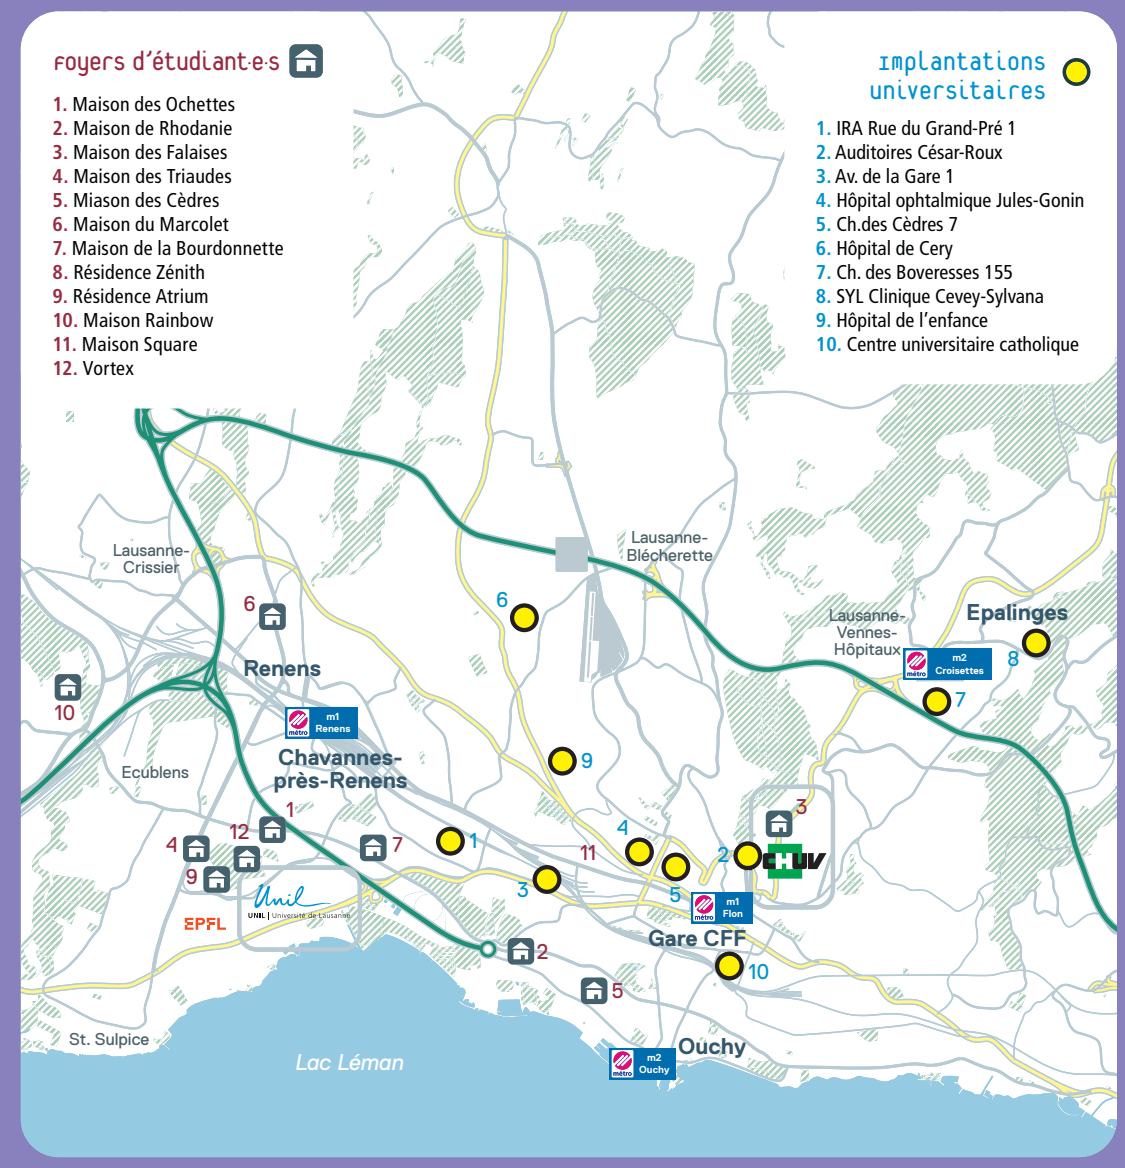 Foyers d'étudiant·e·s
1. Maison des Ochettes
2. Maison de Rhodanie
3. Maison des Falaises
4. Maison des Triaudes
5. Miason des Cèdres
6. Maison du Marcolet
7. Maison de la Bourdonnette
8. Résidence Zénith
9. Résidence Atrium
10. Maison Rainbow
11. Maison Square
12. Vortex
Implantations
universitaires
1. IRA Rue du Grand-Pré 1
2. Auditoires César-Roux
3. Av. de la Gare 1
4. Hôpital ophtalmique Jules-Gonin
5. Ch.des Cèdres 7
6. Hôpital de Cery
7. Ch. des Boveresses 155
8. SYL Clinique Cevey-Sylvana
9. Hôpital de l'enfance
10. Centre universitaire catholique
Lausanne-
Crissier
Lausanne-
Blécherette
6
6
Lausanne-
Vennes-
Hôpitaux
Epalinges
8
métro
m2
Croisettes
7
Renens
10
métro
m1
Renens
Chavannes-
près-Renens
Ecublens
9
1
12
4
9
7
1
11
4
3
5
2
3
CHUV
Unil
UNIL | Université de Lausanne
EPFL
métro
m1
Flon
Gare CFF
10
2
5
St. Sulpice
Lac Léman
Ouchy
métro
m2
Ouchy